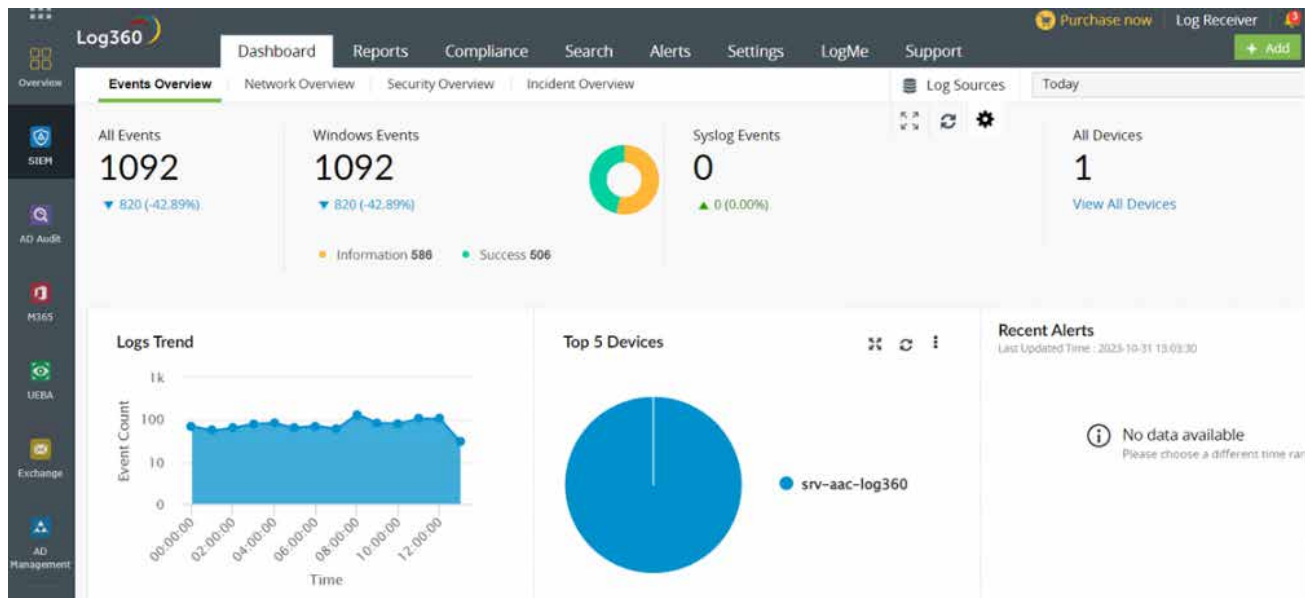 Purchase now Log Receiver 3
Log360
Dashboard Reports Compliance Search Alerts Settings LogMe Support + Add
Overview
Events Overview Network Overview Security Overview Incident Overview Log Sources Today
SIEM
All Events Windows Events Syslog Events All Devices
1092 1092 0 1
▼ 820 (-42.89%) ▼ 820 (-42.89%) ▲ 0 (0.00%) View All Devices
AD Audit
Information 586 Success 506
M365
Logs Trend Top 5 Devices Recent Alerts
Last Updated Time : 2023-10-31 13:03:30
UEBA
Exchange
AD
Management
1k
100
10
0
Event Count
00:00:00 02:00:00 04:00:00 06:00:00 08:00:00 10:00:00 12:00:00
Time
srv-aac-log360
No data available
Please choose a different time ran